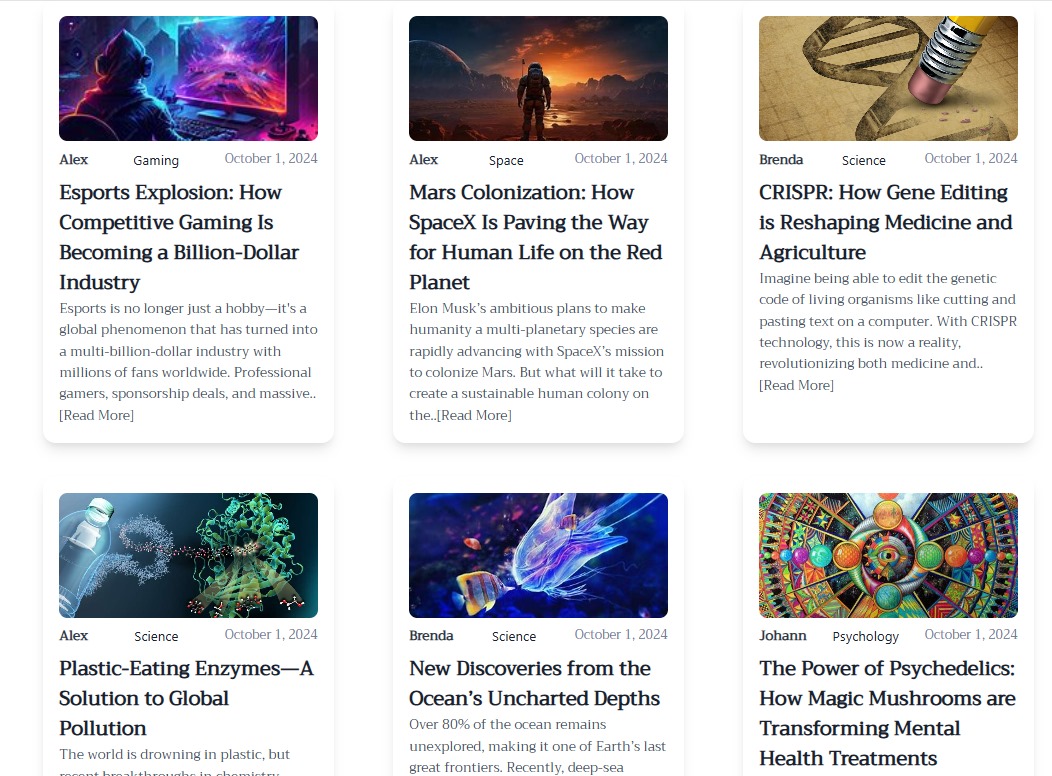 Alex Gaming October 1, 2024
Esports Explosion: How
Competitive Gaming Is
Becoming a Billion-Dollar
Industry
Esports is no longer just a hobby—it's a
global phenomenon that has turned into
a multi-billion-dollar industry with
millions of fans worldwide. Professional
gamers, sponsorship deals, and massive..
[Read More]
Alex Space October 1, 2024
Mars Colonization: How
SpaceX Is Paving the Way
for Human Life on the Red
Planet
Elon Musk’s ambitious plans to make
humanity a multi-planetary species are
rapidly advancing with SpaceX’s mission
to colonize Mars. But what will it take to
create a sustainable human colony on
the..[Read More]
Brenda Science October 1, 2024
CRISPR: How Gene Editing
is Reshaping Medicine and
Agriculture
Imagine being able to edit the genetic
code of living organisms like cutting and
pasting text on a computer. With CRISPR
technology, this is now a reality,
revolutionizing both medicine and..
[Read More]
Alex Science October 1, 2024
Plastic-Eating Enzymes—A
Solution to Global
Pollution
The world is drowning in plastic, but
recent breakthroughs in chemistry
Brenda Science October 1, 2024
New Discoveries from the
Ocean’s Uncharted Depths
Over 80% of the ocean remains
unexplored, making it one of Earth’s last
great frontiers. Recently, deep-sea
Johann Psychology October 1, 2024
The Power of Psychedelics:
How Magic Mushrooms are
Transforming Mental
Health Treatments